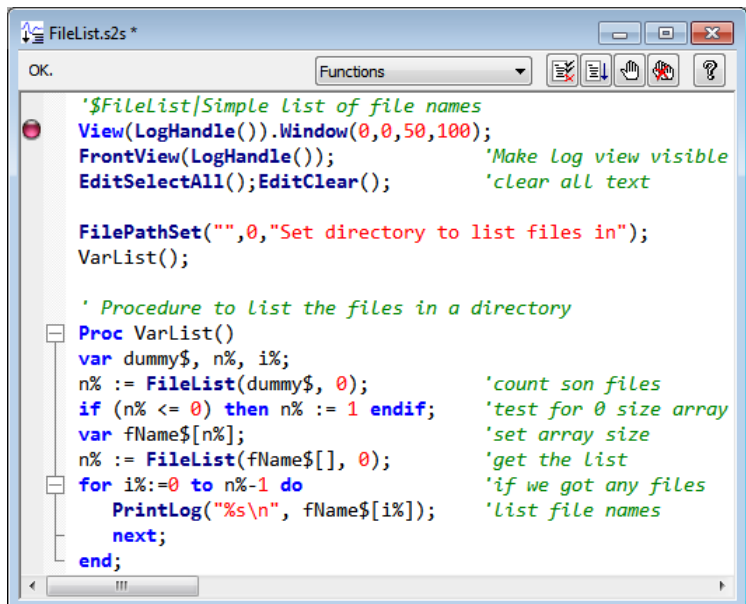 FileList.s2s *
OK. Functions
'$FileList|Simple list of file names
View(LogHandle()).Window(0,0,50,100);
FrontView(LogHandle()); 'Make log view visible
EditSelectAll();EditClear(); 'clear all text
FilePathSet("",0,"Set directory to list files in");
VarList();
' Procedure to list the files in a directory
Proc VarList()
var dummy$, n%, i%;
n% := FileList(dummy$, 0); 'count son files
if (n% <= 0) then n% := 1 endif; 'test for 0 size array
var fName$[n%]; 'set array size
n% := FileList(fName$[], 0); 'get the list
for i%:=0 to n%-1 do 'if we got any files
PrintLog("%s\n", fName$[i%]); 'list file names
next;
end;